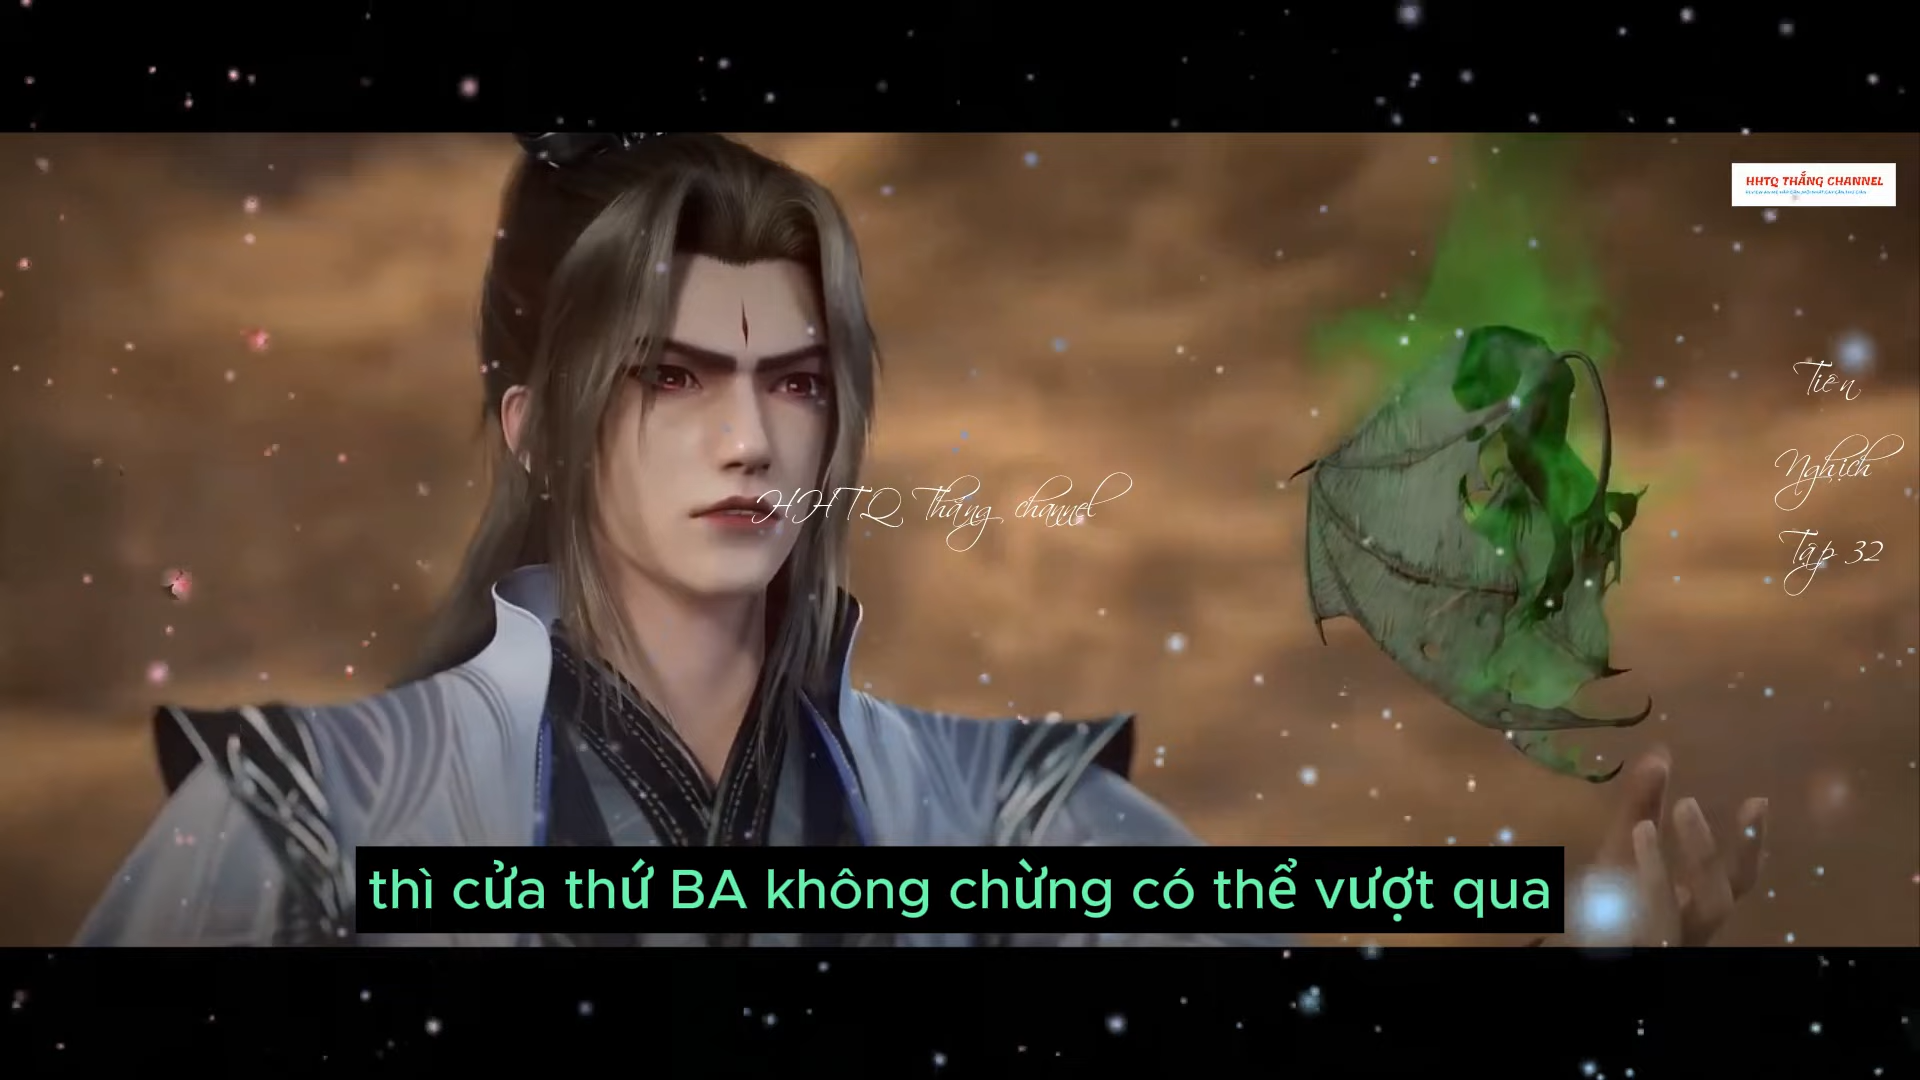 HHTQ THẮNG CHANNEL
Tiên
Nghịch
Tập 32
HHTQ Thắng channel
thì cửa thứ BA không chừng có thể vượt qua